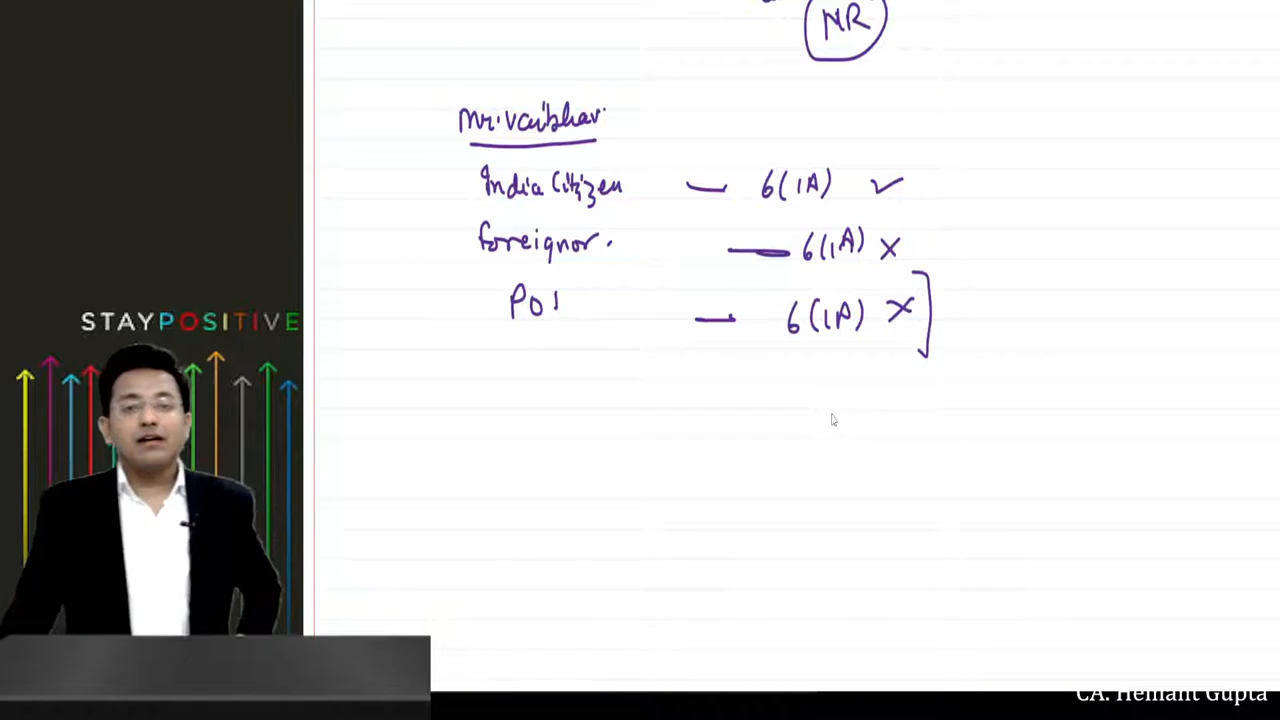 NR
Mr. Vaibhav
India Citizen — 6(1A) ✓
foreignor. — 6(1A) ×
POI — 6(1A) ×
STAYPOSITIVE
CA. Hemant Gupta